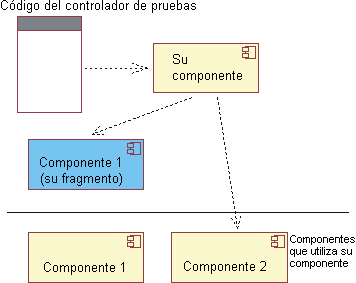 Código del controlador de pruebas
Su
componente
Componente 1
(su fragmento)
Componente 1
Componente 2
Componentes
que utiliza su
componente